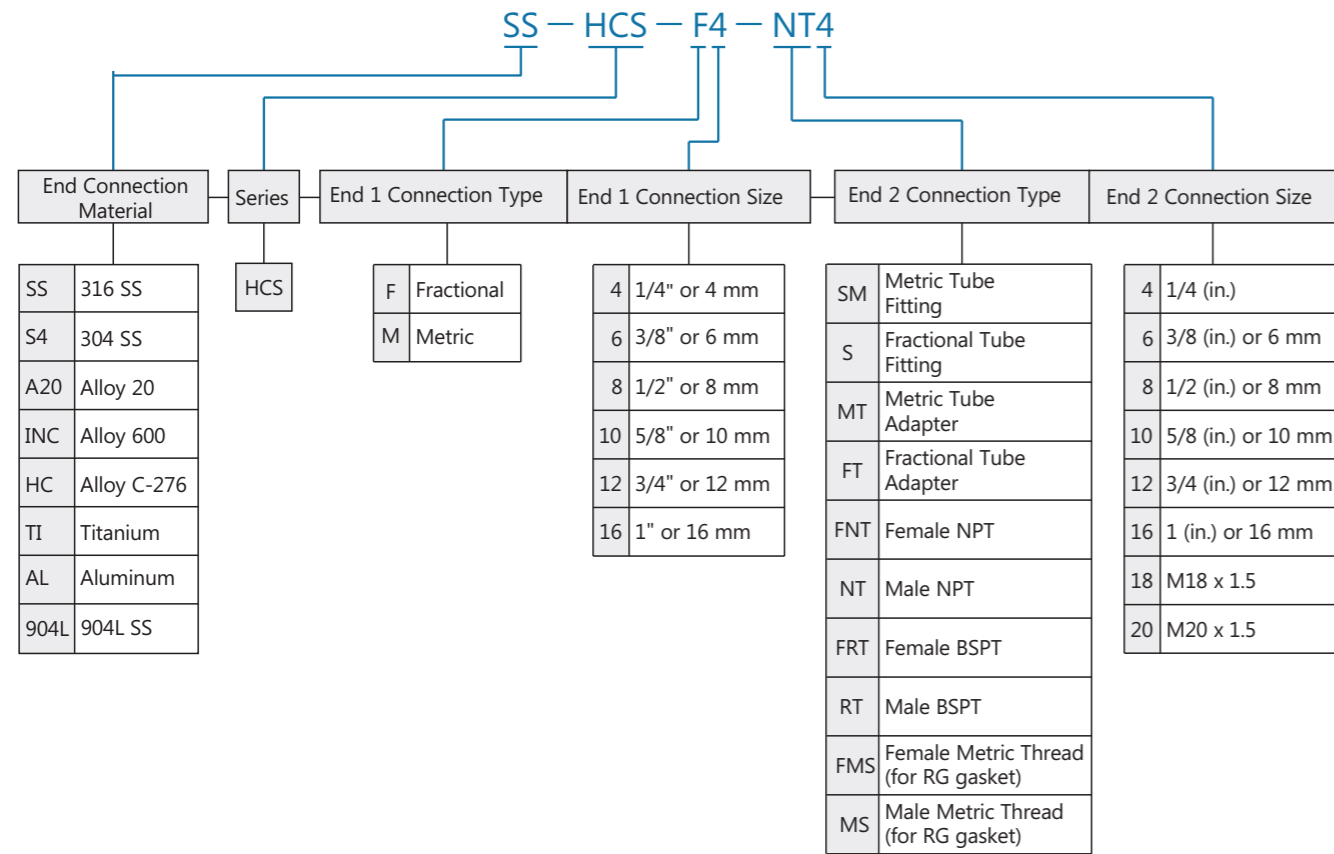 SS — HCS — F4 — NT4
End Connection
Material
Series
End 1 Connection Type
End 1 Connection Size
End 2 Connection Type
End 2 Connection Size
SS 316 SS
S4 304 SS
A20 Alloy 20
INC Alloy 600
HC Alloy C-276
TI Titanium
AL Aluminum
904L 904L SS
HCS
F Fractional
M Metric
4 1/4" or 4 mm
6 3/8" or 6 mm
8 1/2" or 8 mm
10 5/8" or 10 mm
12 3/4" or 12 mm
16 1" or 16 mm
SM Metric Tube
Fitting
S Fractional Tube
Fitting
MT Metric Tube
Adapter
FT Fractional Tube
Adapter
FNT Female NPT
NT Male NPT
FRT Female BSPT
RT Male BSPT
FMS Female Metric Thread
(for RG gasket)
MS Male Metric Thread
(for RG gasket)
4 1/4 (in.)
6 3/8 (in.) or 6 mm
8 1/2 (in.) or 8 mm
10 5/8 (in.) or 10 mm
12 3/4 (in.) or 12 mm
16 1 (in.) or 16 mm
18 M18 x 1.5
20 M20 x 1.5